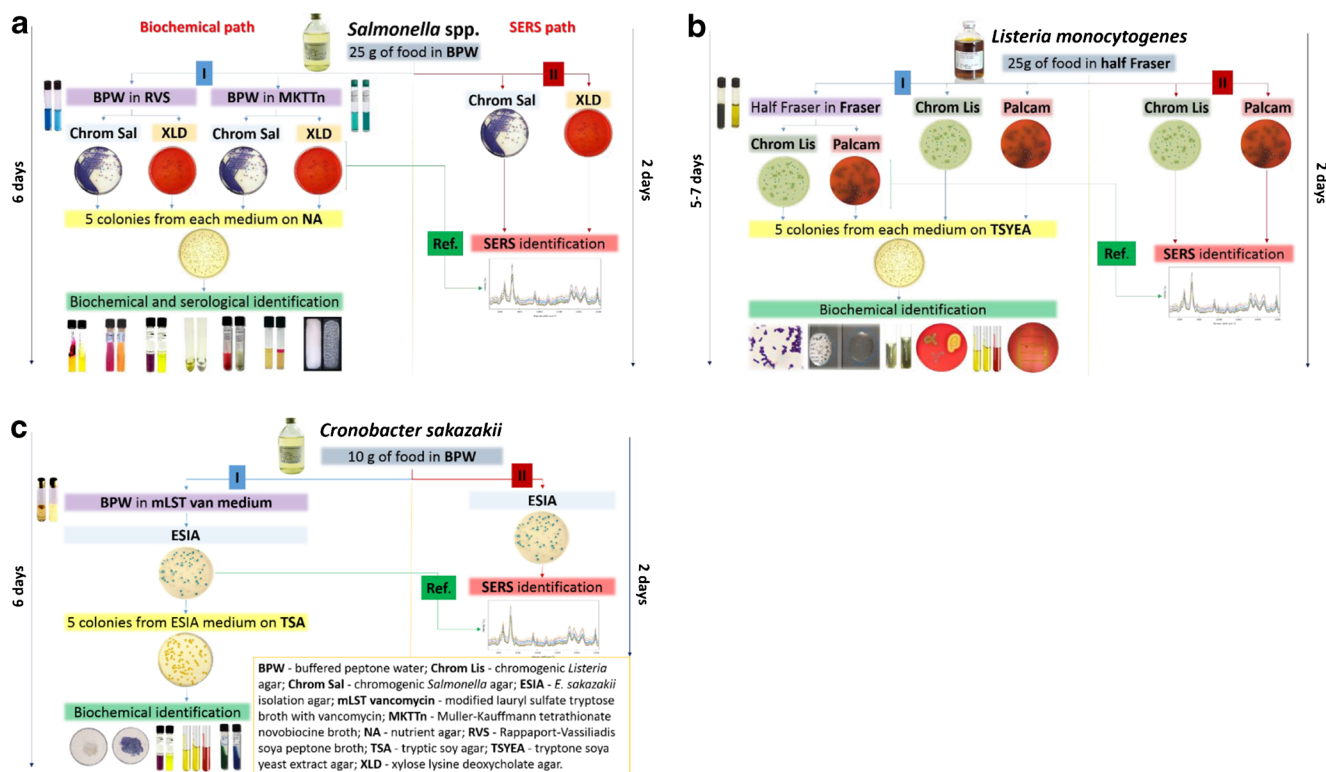 a
Biochemical path
Salmonella spp.
SERS path
25 g of food in BPW
I
II
BPW in RVS
BPW in MKTTn
Chrom Sal
XLD
Chrom Sal
XLD
Chrom Sal
XLD
6 days
2 days
5 colonies from each medium on NA
Ref.
SERS identification
Biochemical and serological identification
b
Listeria monocytogenes
25g of food in half Fraser
I
II
Half Fraser in Fraser
Chrom Lis
Palcam
Chrom Lis
Palcam
Chrom Lis
Palcam
5-7 days
2 days
5 colonies from each medium on TSYEA
Ref.
SERS identification
Biochemical identification
c
Cronobacter sakazakii
10 g of food in BPW
I
II
BPW in mLST van medium
ESIA
ESIA
6 days
2 days
Ref.
SERS identification
5 colonies from ESIA medium on TSA
Biochemical identification
BPW - buffered peptone water; Chrom Lis - chromogenic Listeria
agar; Chrom Sal - chromogenic Salmonella agar; ESIA - E. sakazakii
isolation agar; mLST vancomycin - modified lauryl sulfate tryptose
broth with vancomycin; MKTTn - Muller-Kauffmann tetrathionate
novobiocine broth; NA - nutrient agar; RVS - Rappaport-Vassiliadis
soya peptone broth; TSA - tryptic soy agar; TSYEA - tryptone soya
yeast extract agar; XLD - xylose lysine deoxycholate agar.